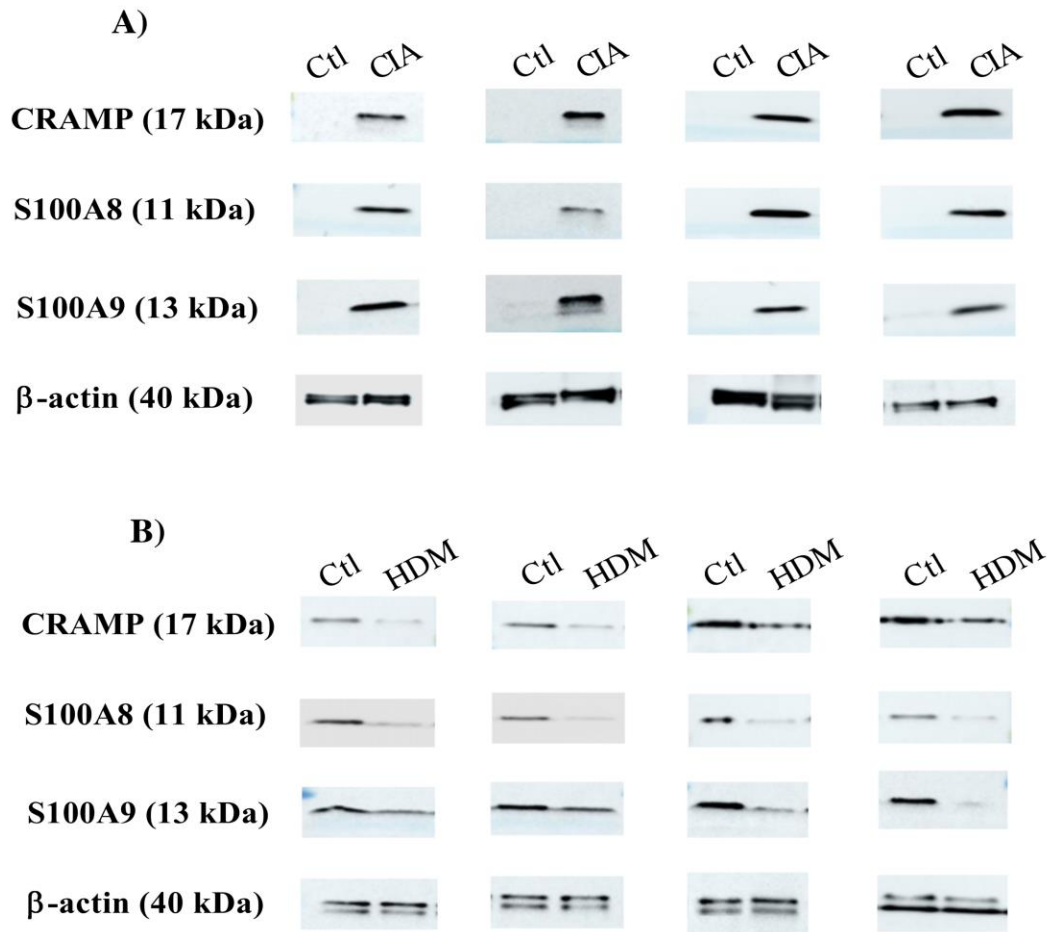 A)
Ctl CIA Ctl CIA Ctl CIA Ctl CIA
CRAMP (17 kDa)
S100A8 (11 kDa)
S100A9 (13 kDa)
β-actin (40 kDa)
B)
Ctl HDM Ctl HDM Ctl HDM Ctl HDM
CRAMP (17 kDa)
S100A8 (11 kDa)
S100A9 (13 kDa)
β-actin (40 kDa)